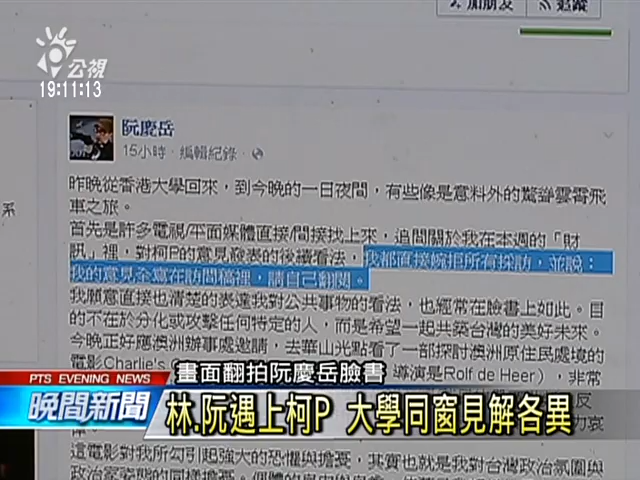 加朋友 追蹤
公視
19:11:13
阮慶岳
15小時 · 編輯紀錄 ·
昨晚從香港大學回來，到今晚的一日夜間，有些像是意料外的驚聳雲霄飛
車之旅。
系
首先是許多電視/平面媒體直接/間接找上來，追問關於我在本週的「財
訊」裡，對柯P的意見發表的後續看法，我都直接婉拒所有採訪，並說：
我的意見全寫在訪問稿裡，請自己翻閱。
我願意直接也清楚的表達我對公共事物的看法，也經常在臉書上如此。目
的不在於分化或攻擊任何特定的人，而是希望一起共築台灣的美好未來。
今晚正好應澳洲辦事處邀請，去華山光點看了一部探討澳洲原住民處境的
電影Charlie's 導演是Rolf de Heer），非常
畫面翻拍阮慶岳臉書
PTS EVENING NEWS
晚間新聞
林.阮遇上柯P 大學同窗見解各異
這電影對我所勾引起強大的恐懼與擔憂，其實也就是我對台灣政治氛圍與